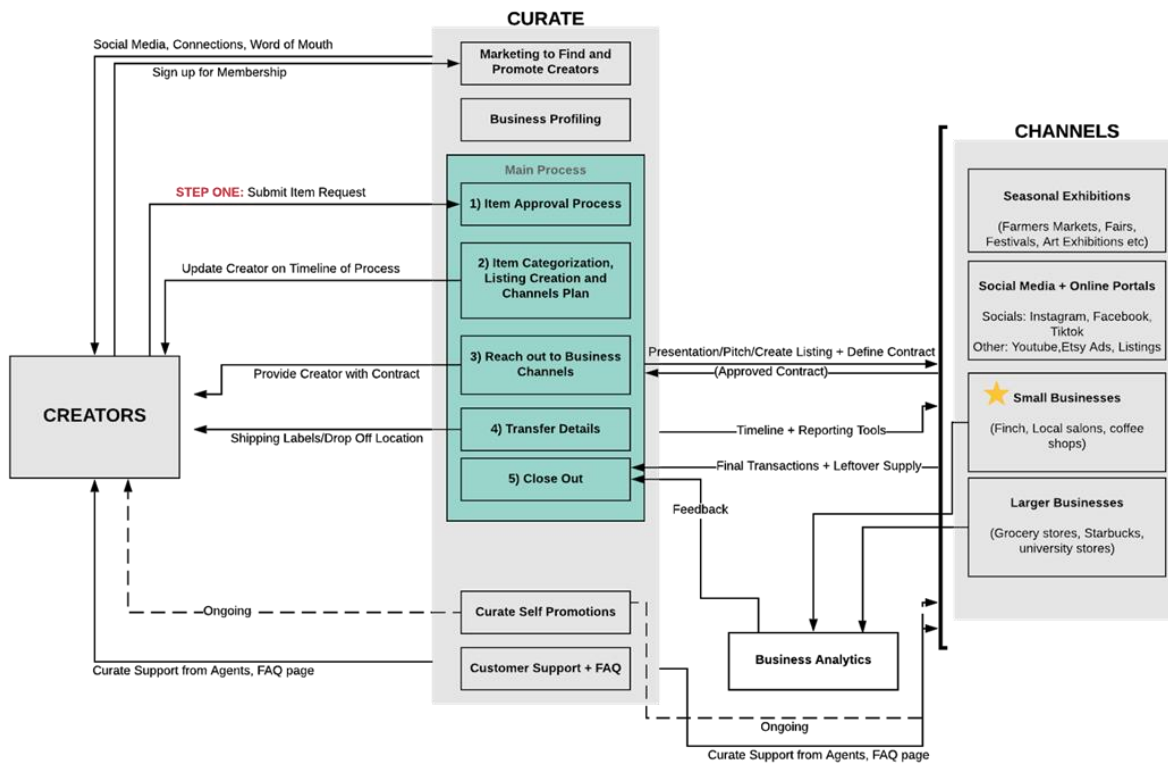 CURATE
Social Media, Connections, Word of Mouth
Sign up for Membership
Marketing to Find and
Promote Creators
Business Profiling
Main Process
STEP ONE: Submit Item Request
1) Item Approval Process
Update Creator on Timeline of Process
2) Item Categorization,
Listing Creation and
Channels Plan
3) Reach out to Business
Channels
Provide Creator with Contract
CREATORS
4) Transfer Details
Shipping Labels/Drop Off Location
5) Close Out
Presentation/Pitch/Create Listing + Define Contract
(Approved Contract)
Timeline + Reporting Tools
Final Transactions + Leftover Supply
Feedback
CHANNELS
Seasonal Exhibitions
(Farmers Markets, Fairs,
Festivals, Art Exhibitions etc)
Social Media + Online Portals
Socials: Instagram, Facebook,
Tiktok
Other: Youtube,Etsy Ads, Listings
Small Businesses
(Finch, Local salons, coffee
shops)
Larger Businesses
(Grocery stores, Starbucks,
university stores)
Ongoing
Curate Self Promotions
Customer Support + FAQ
Curate Support from Agents, FAQ page
Business Analytics
Ongoing
Curate Support from Agents, FAQ page